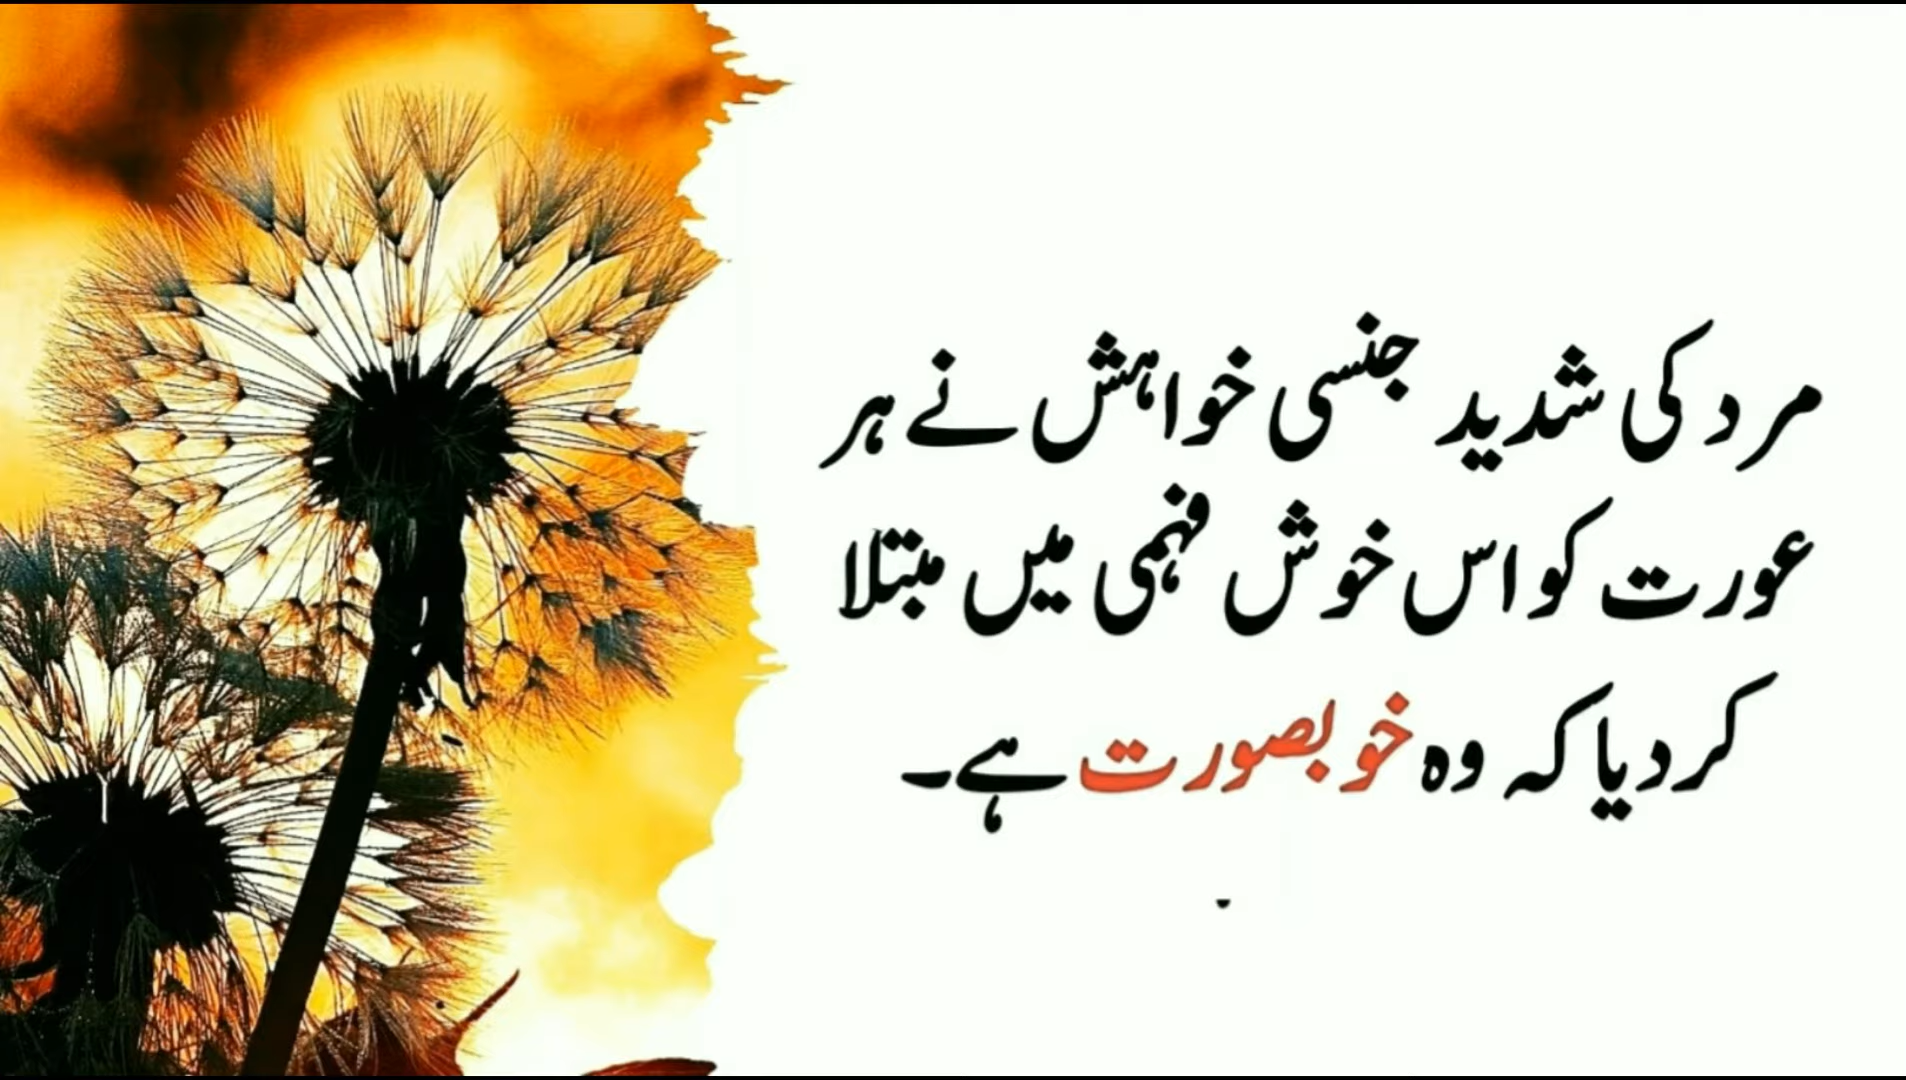 مرد کی شدید جنسی خواہش نے ہر
عورت کو اس خوش فہمی میں مبتلا
کر دیا کہ وہ خوبصورت ہے۔